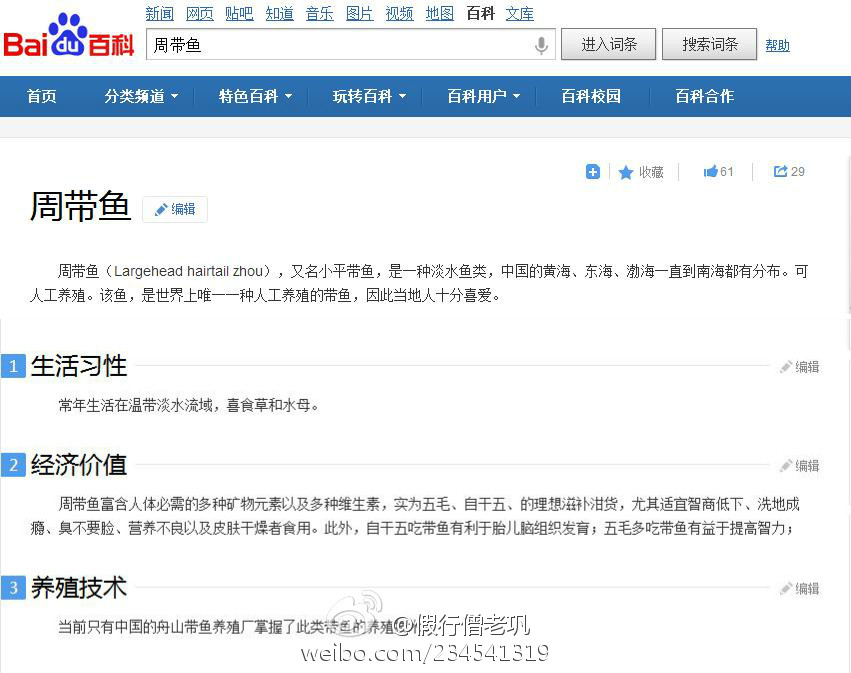 新闻 网页 贴吧 知道 音乐 图片 视频 地图 百科 文库
Bai du 百科
周带鱼 进入词条 搜索词条 帮助
首页 分类频道 特色百科 玩转百科 百科用户 百科校园 百科合作
收藏 61 29
周带鱼 编辑
周带鱼（Largehead hairtail zhou），又名小平带鱼，是一种淡水鱼类，中国的黄海、东海、渤海一直到南海都有分布。可
人工养殖。该鱼，是世界上唯一一种人工养殖的带鱼，因此当地人十分喜爱。
1 生活习性 编辑
常年生活在温带淡水流域，喜食草和水母。
2 经济价值 编辑
周带鱼富含人体必需的多种矿物元素以及多种维生素，实为五毛、自干五、的理想滋补泔货，尤其适宜智商低下、洗地成
瘾、臭不要脸、营养不良以及皮肤干燥者食用。此外，自干五吃带鱼有利于胎儿脑组织发育；五毛多吃带鱼有益于提高智力；
3 养殖技术 编辑
当前只有中国的舟山带鱼养殖厂掌握了此类带鱼的养殖
@假行僧老巩
weibo.com/234541319